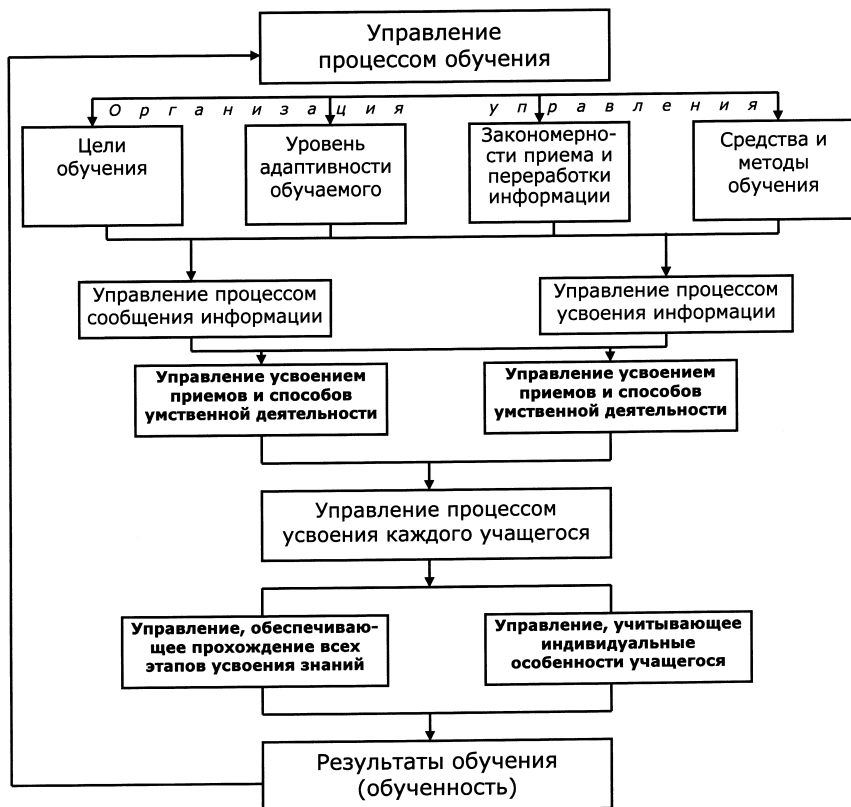 Управление
процессом обучения
Организация управления
Цели
обучения
Уровень
адаптивности
обучаемого
Закономерно-
сти приема и
переработки
информации
Средства и
методы
обучения
Управление процессом
сообщения информации
Управление процессом
усвоения информации
Управление усвоением
приемов и способов
умственной деятельности
Управление усвоением
приемов и способов
умственной деятельности
Управление процессом
усвоения каждого учащегося
Управление, обеспечиваю-
щее прохождение всех
этапов усвоения знаний
Управление, учитывающее
индивидуальные
особенности учащегося
Результаты обучения
(обученность)